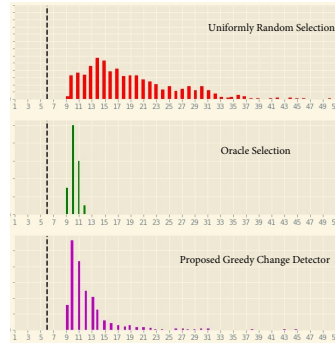 Uniformly Random Selection
1 3 5 7 9 11 13 15 17 19 21 23 25 27 29 31 33 35 37 39 41 43 45 47 49 5
Oracle Selection
1 3 5 7 9 11 13 15 17 19 21 23 25 27 29 31 33 35 37 39 41 43 45 47 49 5
Proposed Greedy Change Detector
1 3 5 7 9 11 13 15 17 19 21 23 25 27 29 31 33 35 37 39 41 43 45 47 49 5